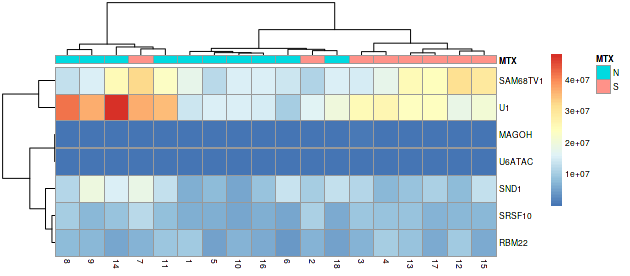 MTX
MTX
SAM68TV1
N
S
4e+07
U1
3e+07
MAGOH
2e+07
U6ATAC
1e+07
SND1
SRSF10
RBM22
8 9 14 7 11 1 5 10 16 6 2 18 3 4 13 17 12 15